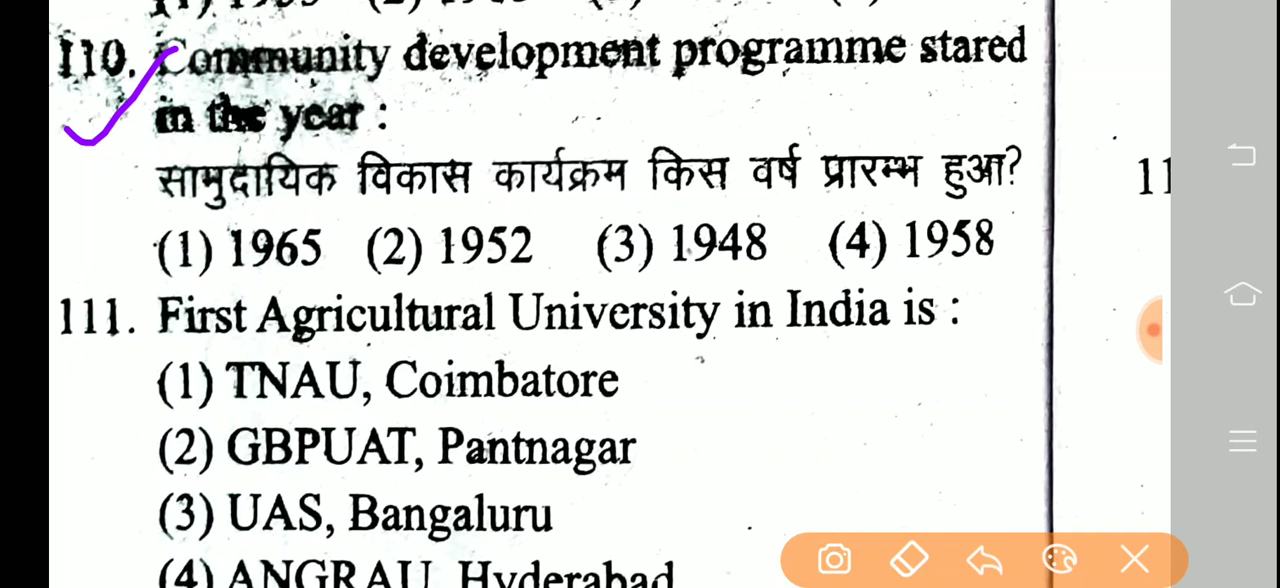 110. Community development programme stared
in the year :
सामुदायिक विकास कार्यक्रम किस वर्ष प्रारम्भ हुआ?
(1) 1965 (2) 1952 (3) 1948 (4) 1958
111. First Agricultural University in India is :
(1) TNAU, Coimbatore
(2) GBPUAT, Pantnagar
(3) UAS, Bangaluru
(4) ANGRAU, Hyderabad
11